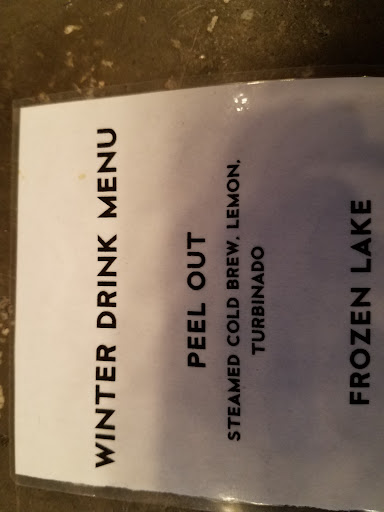 WINTER DRINK MENU
PEEL OUT
STEAMED COLD BREW, LEMON,
TURBINADO
FROZEN LAKE